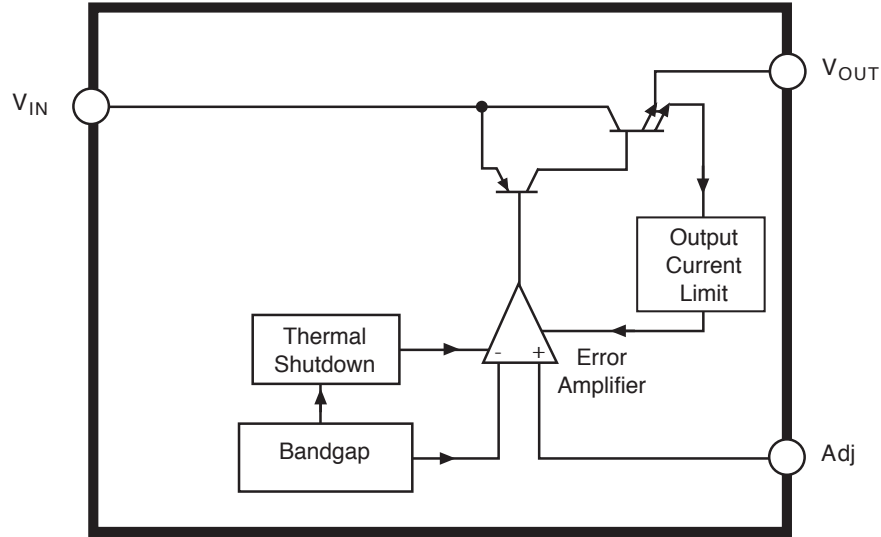 V_OUT
V_IN
Output
Current
Limit
Thermal
Shutdown
- +
Error
Amplifier
Bandgap
Adj